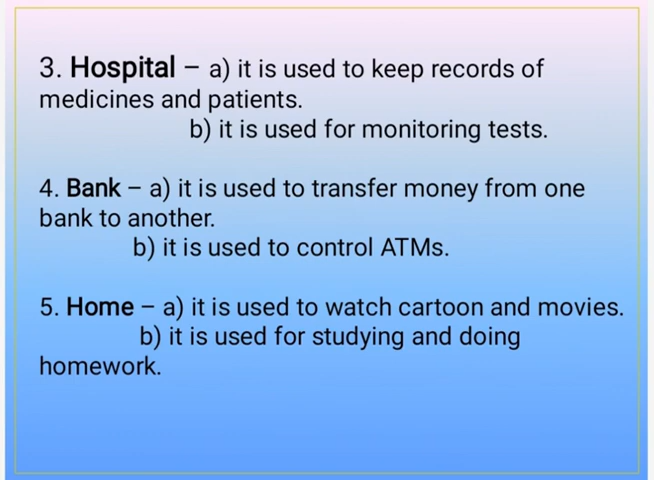 3. Hospital – a) it is used to keep records of
medicines and patients.
b) it is used for monitoring tests.
4. Bank – a) it is used to transfer money from one
bank to another.
b) it is used to control ATMs.
5. Home – a) it is used to watch cartoon and movies.
b) it is used for studying and doing
homework.